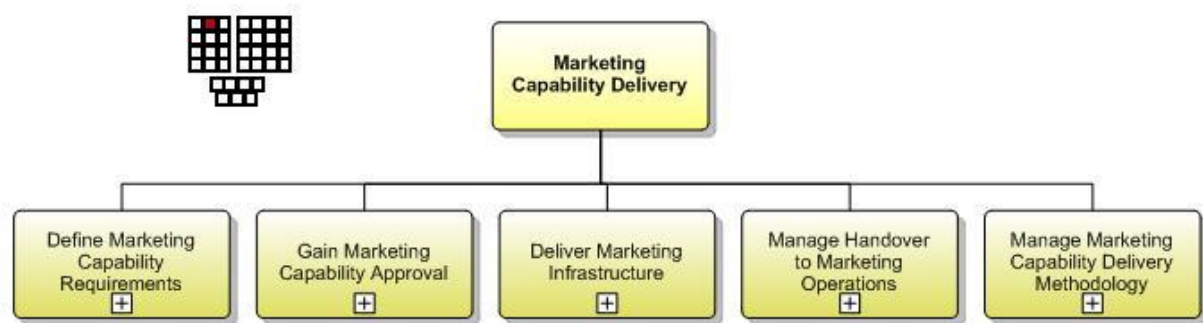 Marketing
Capability Delivery
Define Marketing
Capability
Requirements
Gain Marketing
Capability Approval
Deliver Marketing
Infrastructure
Manage Handover
to Marketing
Operations
Manage Marketing
Capability Delivery
Methodology